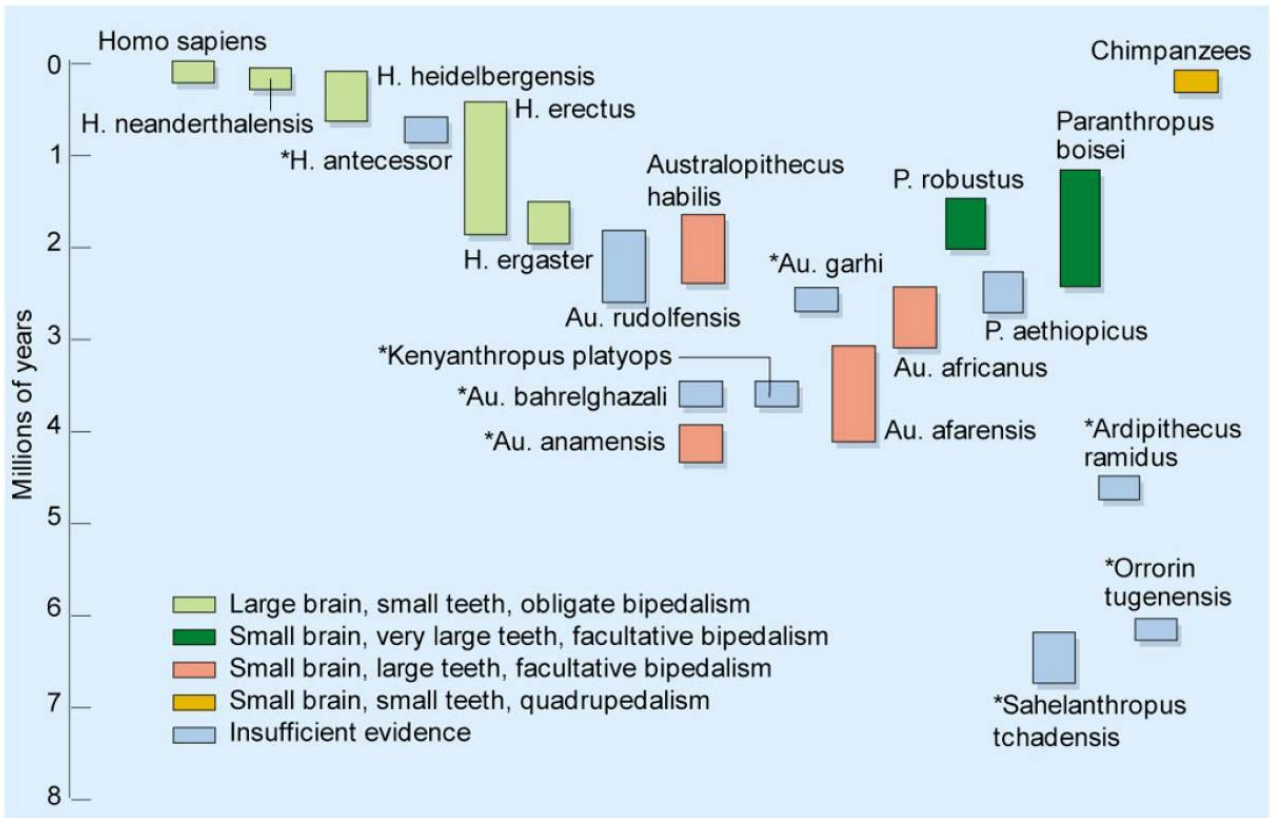 Homo sapiens
Chimpanzees
0
H. heidelbergensis
H. neanderthalensis
H. erectus
Paranthropus
boisei
1
*H. antecessor
Australopithecus
habilis
P. robustus
2
H. ergaster
*Au. garhi
Au. rudolfensis
P. aethiopicus
3
*Kenyanthropus platyops
Au. africanus
*Au. bahrelghazali
4
*Au. anamensis
Au. afarensis
*Ardipithecus
ramidus
Millions of years
5
*Orrorin
tugenensis
6
Large brain, small teeth, obligate bipedalism
Small brain, very large teeth, facultative bipedalism
Small brain, large teeth, facultative bipedalism
Small brain, small teeth, quadrupedalism
Insufficient evidence
7
*Sahelanthropus
tchadensis
8